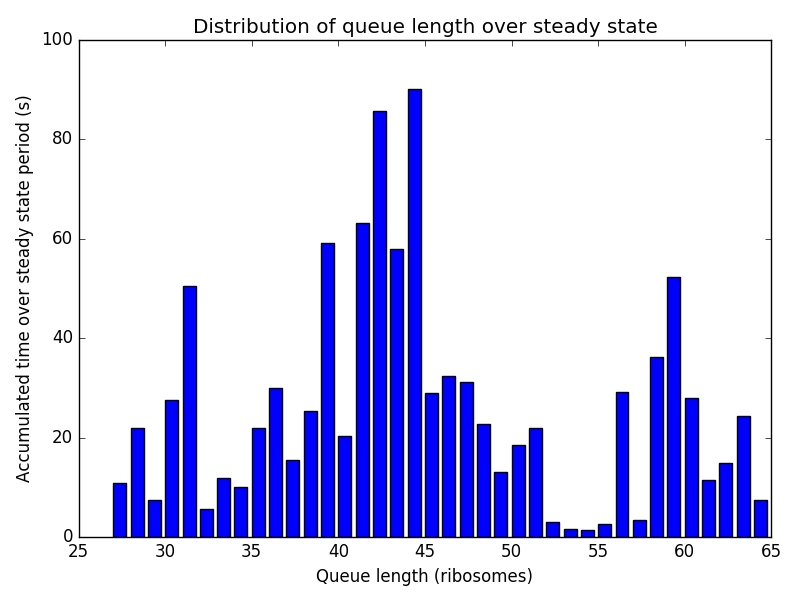 Distribution of queue length over steady state
100
80
60
40
20
0
Accumulated time over steady state period (s)
25 30 35 40 45 50 55 60 65
Queue length (ribosomes)